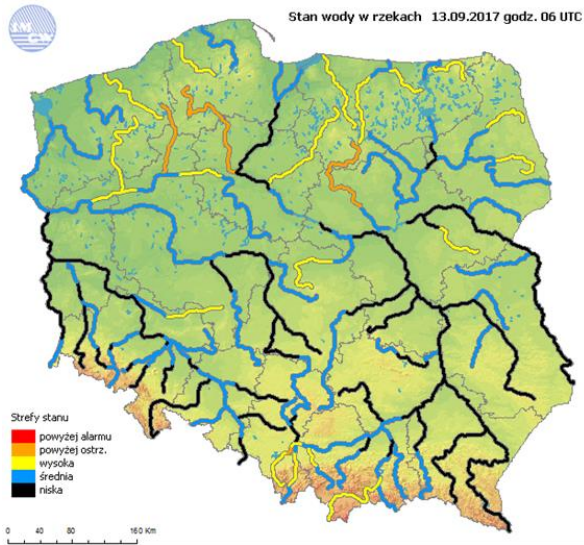 Stan wody w rzekach 13.09.2017 godz. 06 UTC
IMGW
Strefy stanu
powyżej alarmu
powyżej ostrz.
wysoka
średnia
niska
0 40 80 160 Km